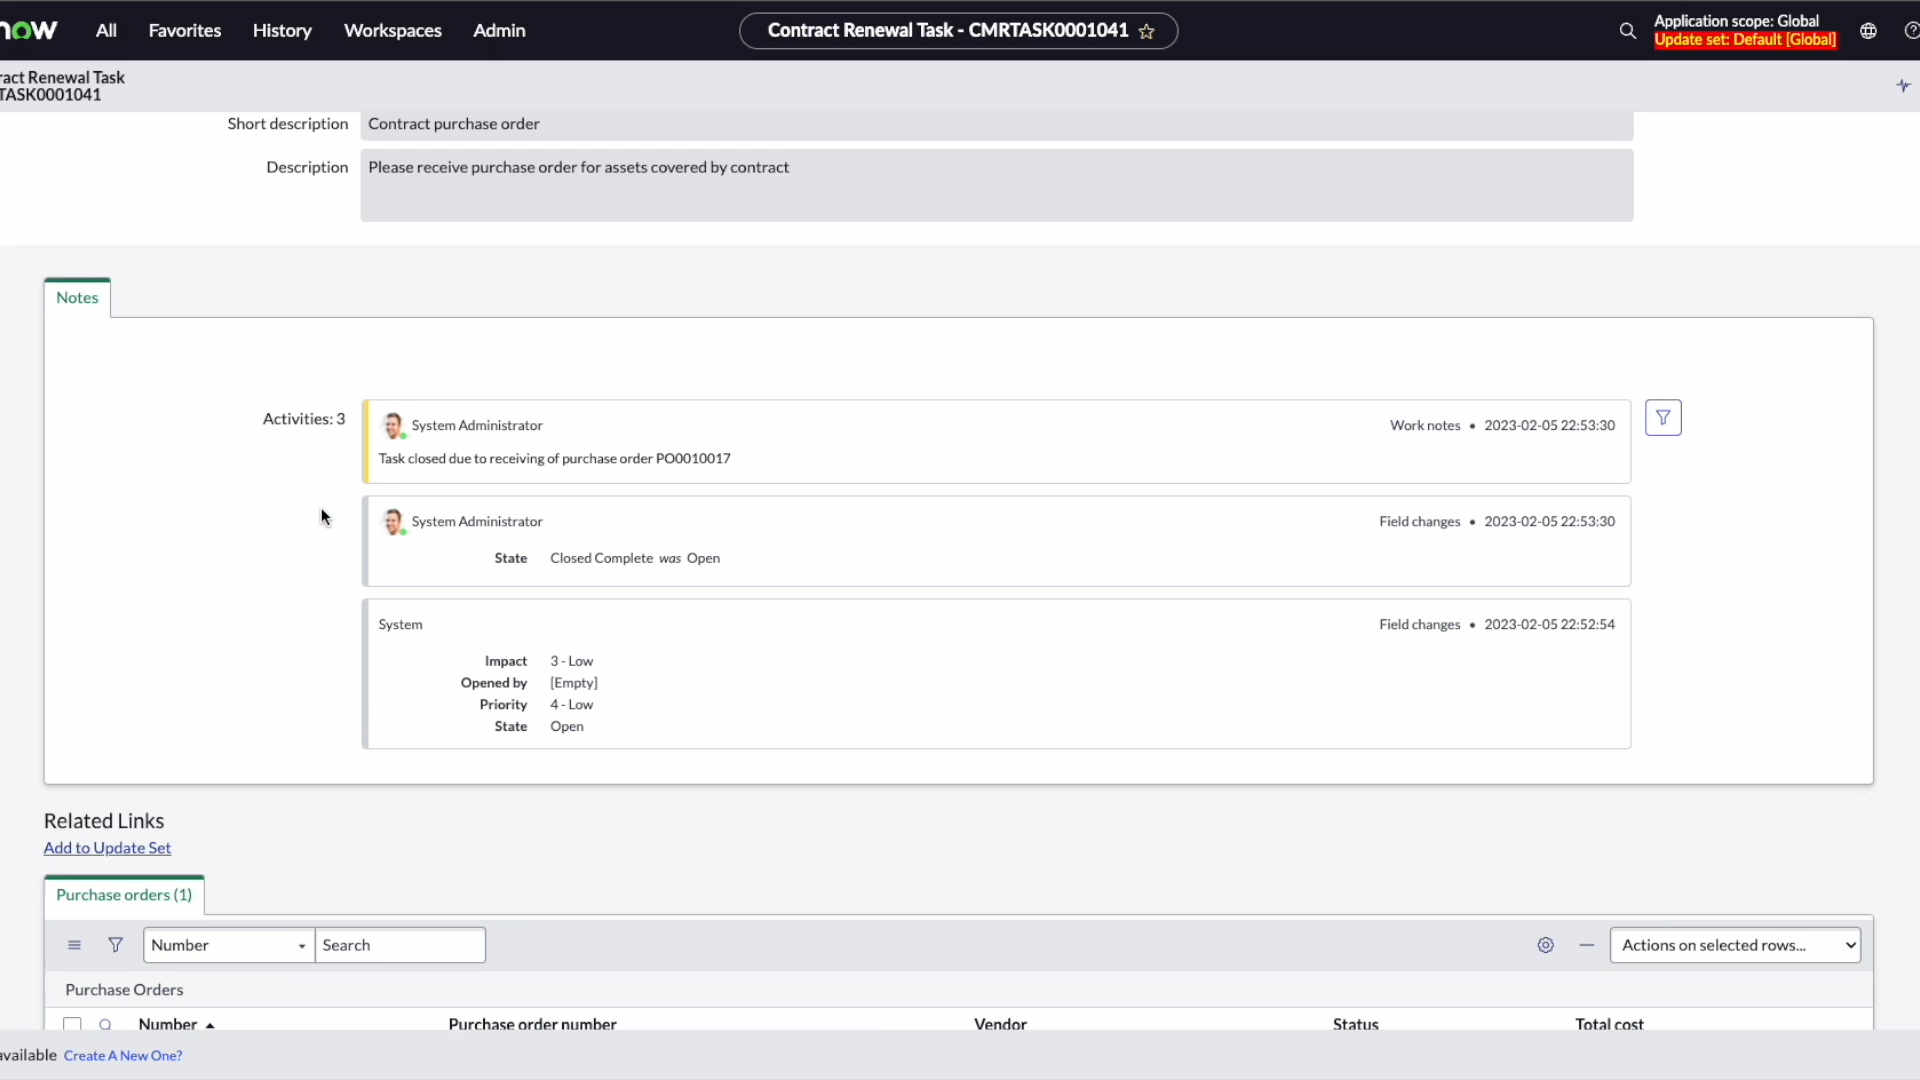 now All Favorites History Workspaces Admin Contract Renewal Task - CMRTASK0001041 Application scope: Global
Update set: Default [Global]
ract Renewal Task
TASK0001041
Short description Contract purchase order
Description Please receive purchase order for assets covered by contract
Notes
Activities: 3 System Administrator Work notes • 2023-02-05 22:53:30
Task closed due to receiving of purchase order PO0010017
System Administrator Field changes • 2023-02-05 22:53:30
State Closed Complete was Open
System Field changes • 2023-02-05 22:52:54
Impact 3 - Low
Opened by [Empty]
Priority 4 - Low
State Open
Related Links
Add to Update Set
Purchase orders (1)
Number Search Actions on selected rows...
Purchase Orders
Number Purchase order number Vendor Status Total cost
available Create A New One?